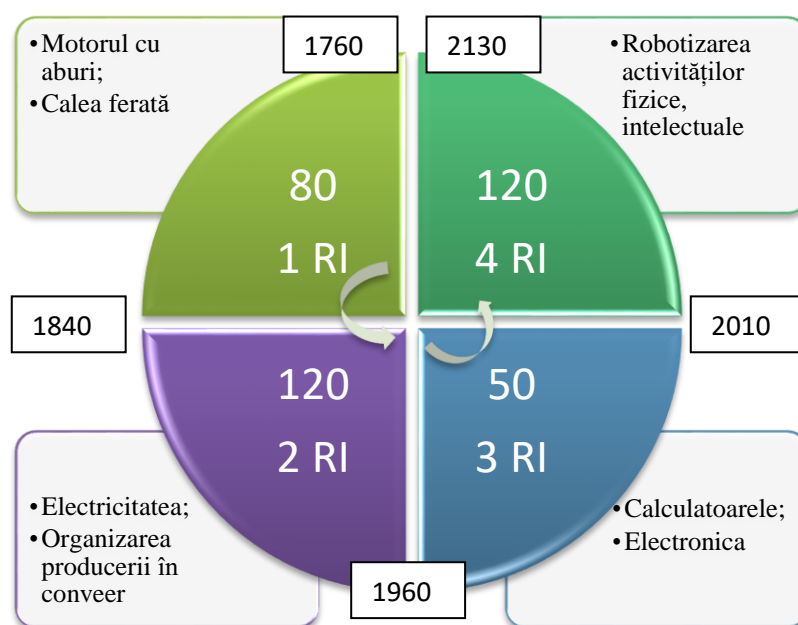 • Motorul cu
aburi;
• Calea ferată
1760
2130
• Robotizarea
activităților
fizice,
intelectuale
80
1 RI
120
4 RI
1840
2010
120
2 RI
50
3 RI
• Electricitatea;
• Organizarea
producerii în
conveer
1960
• Calculatoarele;
• Electronica